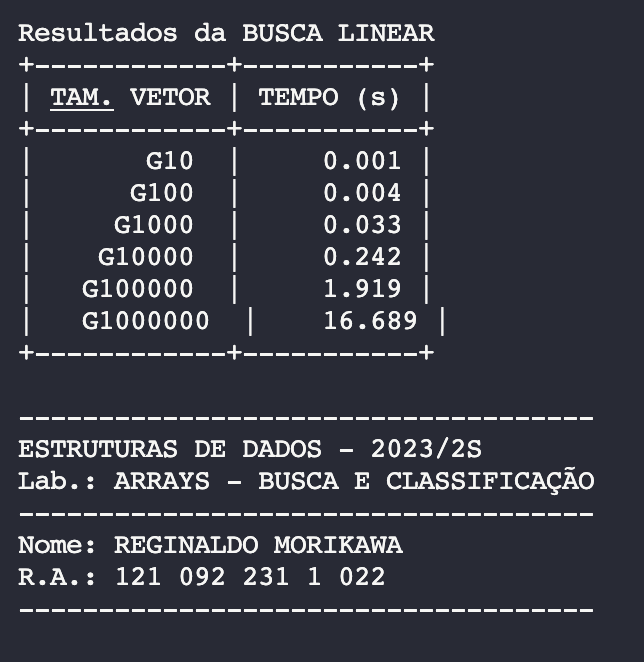 Resultados da BUSCA LINEAR
+------------+-----------+
| TAM. VETOR | TEMPO (s) |
+------------+-----------+
|       G10  |     0.001 |
|      G100  |     0.004 |
|     G1000  |     0.033 |
|    G10000  |     0.242 |
|   G100000  |     1.919 |
|   G1000000  |    16.689 |
+------------+-----------+
------------------------------------
ESTRUTURAS DE DADOS - 2023/2S
Lab.: ARRAYS - BUSCA E CLASSIFICAÇÃO
------------------------------------
Nome: REGINALDO MORIKAWA
R.A.: 121 092 231 1 022
------------------------------------